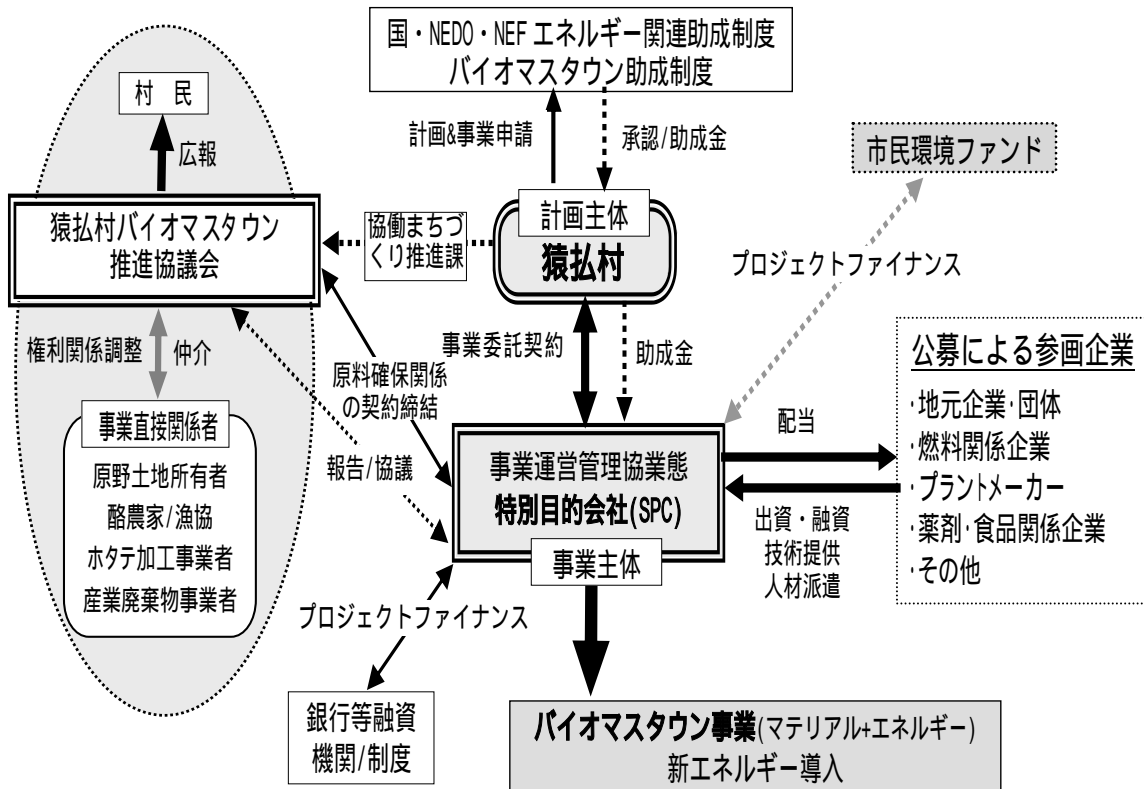 国・NEDO・NEF エネルギー関連助成制度
バイオマスタウン助成制度
村 民
計画&事業申請
承認/助成金
市民環境ファンド
広報
計画主体
猿払村
協働まちづ
くり推進課
猿払村バイオマスタウン
推進協議会
プロジェクトファイナンス
権利関係調整
仲介
事業委託契約
助成金
原料確保関係
の契約締結
公募による参画企業
・地元企業・団体
・燃料関係企業
・プラントメーカー
・薬剤・食品関係企業
・その他
配当
事業直接関係者
原野土地所有者
酪農家/漁協
ホタテ加工事業者
産業廃棄物事業者
報告/協議
事業運営管理協業態
特別目的会社(SPC)
事業主体
出資・融資
技術提供
人材派遣
プロジェクトファイナンス
銀行等融資
機関/制度
バイオマスタウン事業(マテリアル+エネルギー)
新エネルギー導入